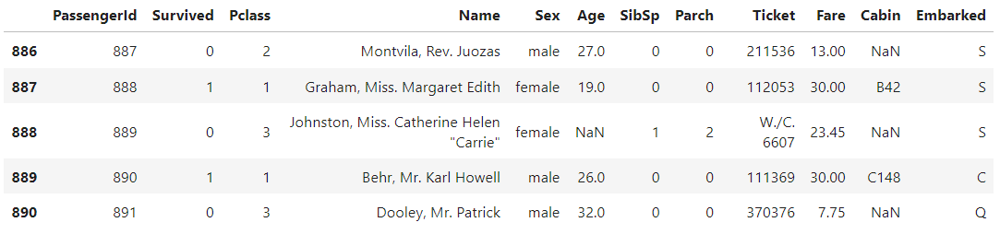 PassengerId Survived Pclass Name Sex Age SibSp Parch Ticket Fare Cabin Embarked
886 887 0 2 Montvila, Rev. Juozas male 27.0 0 0 211536 13.00 NaN S
887 888 1 1 Graham, Miss. Margaret Edith female 19.0 0 0 112053 30.00 B42 S
888 889 0 3 Johnston, Miss. Catherine Helen "Carrie" female NaN 1 2 W./C. 6607 23.45 NaN S
889 890 1 1 Behr, Mr. Karl Howell male 26.0 0 0 111369 30.00 C148 C
890 891 0 3 Dooley, Mr. Patrick male 32.0 0 0 370376 7.75 NaN Q